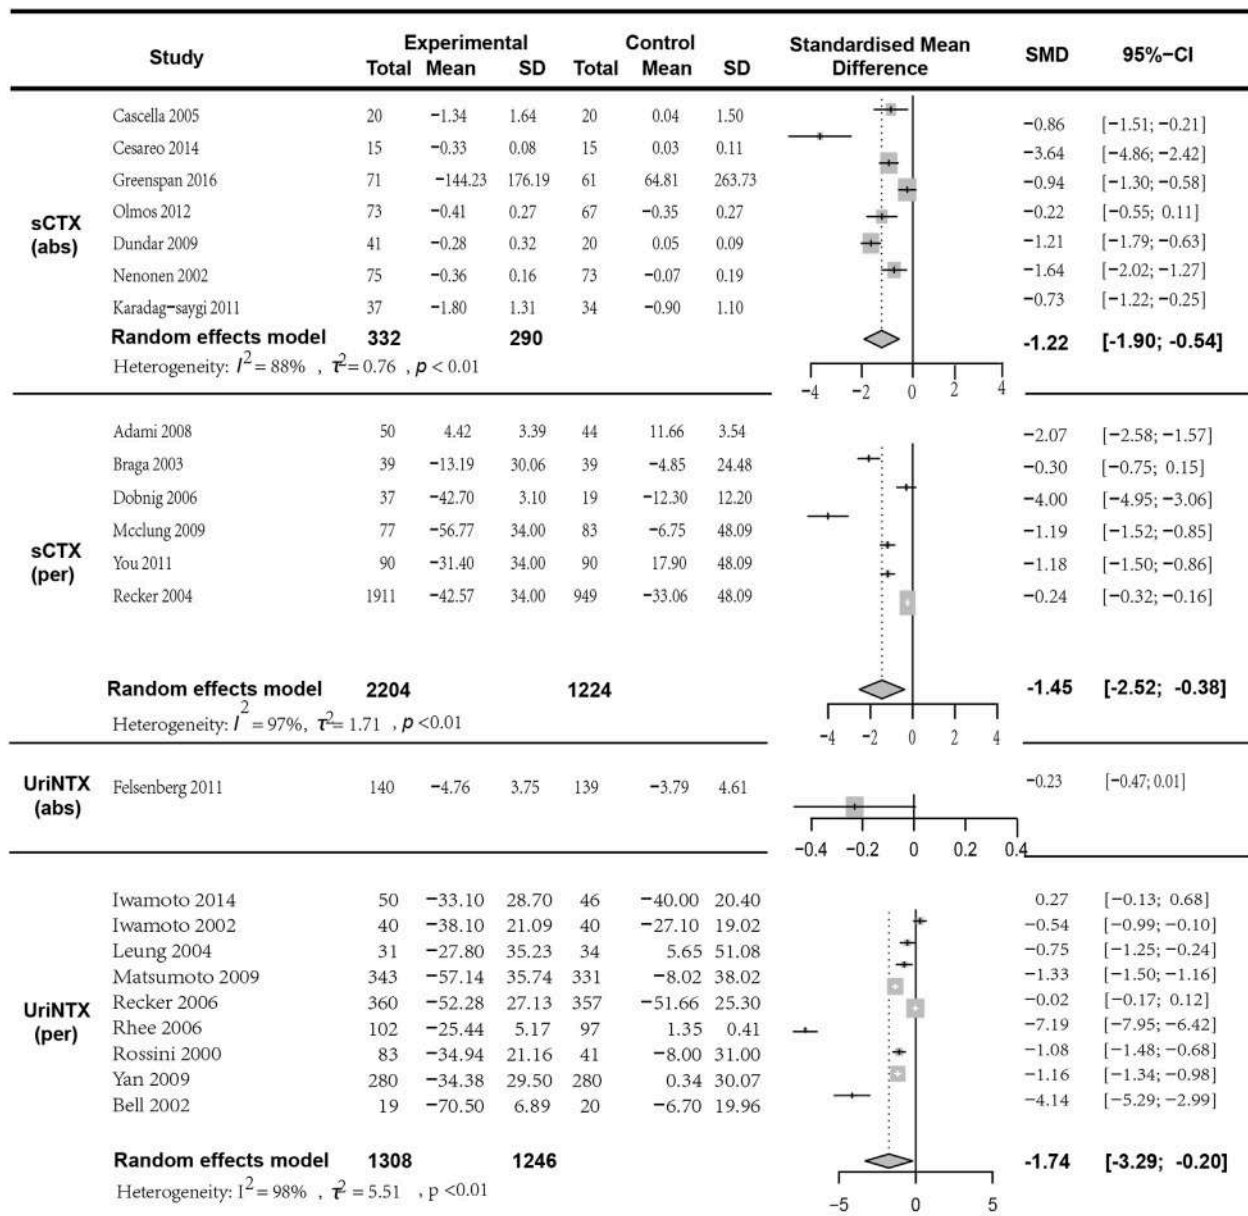 Study Experimental Control Standardised Mean Difference SMD 95%−CI
Total Mean SD Total Mean SD
sCTX (abs)
Cascella 2005 20 −1.34 1.64 20 0.04 1.50 −0.86 [−1.51; −0.21]
Cesareo 2014 15 −0.33 0.08 15 0.03 0.11 −3.64 [−4.86; −2.42]
Greenspan 2016 71 −144.23 176.19 61 64.81 263.73 −0.94 [−1.30; −0.58]
Olmos 2012 73 −0.41 0.27 67 −0.35 0.27 −0.22 [−0.55; 0.11]
Dundar 2009 41 −0.28 0.32 20 0.05 0.09 −1.21 [−1.79; −0.63]
Nenonen 2002 75 −0.36 0.16 73 −0.07 0.19 −1.64 [−2.02; −1.27]
Karadag−saygi 2011 37 −1.80 1.31 34 −0.90 1.10 −0.73 [−1.22; −0.25]
Random effects model 332 290 -1.22 [-1.90; -0.54]
Heterogeneity: I² = 88% , τ² = 0.76 , p < 0.01
−4 −2 0 2 4
sCTX (per)
Adami 2008 50 4.42 3.39 44 11.66 3.54 −2.07 [−2.58; −1.57]
Braga 2003 39 −13.19 30.06 39 −4.85 24.48 −0.30 [−0.75; 0.15]
Dobnig 2006 37 −42.70 3.10 19 −12.30 12.20 −4.00 [−4.95; −3.06]
Mcclung 2009 77 −56.77 34.00 83 −6.75 48.09 −1.19 [−1.52; −0.85]
You 2011 90 −31.40 34.00 90 17.90 48.09 −1.18 [−1.50; −0.86]
Recker 2004 1911 −42.57 34.00 949 −33.06 48.09 −0.24 [−0.32; −0.16]
Random effects model 2204 1224 -1.45 [-2.52; -0.38]
Heterogeneity: I² = 97%, τ² = 1.71 , p <0.01
−4 −2 0 2 4
UriNTX (abs)
Felsenberg 2011 140 −4.76 3.75 139 −3.79 4.61 −0.23 [−0.47; 0.01]
−0.4 −0.2 0 0.2 0.4
UriNTX (per)
Iwamoto 2014 50 −33.10 28.70 46 −40.00 20.40 0.27 [−0.13; 0.68]
Iwamoto 2002 40 −38.10 21.09 40 −27.10 19.02 −0.54 [−0.99; −0.10]
Leung 2004 31 −27.80 35.23 34 5.65 51.08 −0.75 [−1.25; −0.24]
Matsumoto 2009 343 −57.14 35.74 331 −8.02 38.02 −1.33 [−1.50; −1.16]
Recker 2006 360 −52.28 27.13 357 −51.66 25.30 −0.02 [−0.17; 0.12]
Rhee 2006 102 −25.44 5.17 97 1.35 0.41 −7.19 [−7.95; −6.42]
Rossini 2000 83 −34.94 21.16 41 −8.00 31.00 −1.08 [−1.48; −0.68]
Yan 2009 280 −34.38 29.50 280 0.34 30.07 −1.16 [−1.34; −0.98]
Bell 2002 19 −70.50 6.89 20 −6.70 19.96 −4.14 [−5.29; −2.99]
Random effects model 1308 1246 -1.74 [-3.29; -0.20]
Heterogeneity: I² = 98% , τ² = 5.51 , p <0.01
−5 0 5